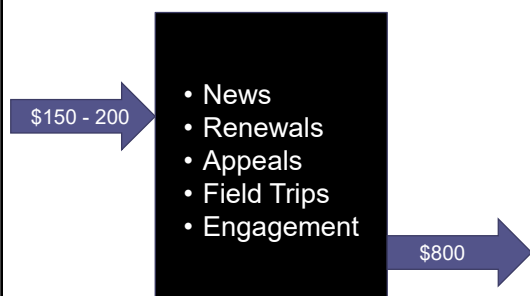 $150 - 200
• News
• Renewals
• Appeals
• Field Trips
• Engagement
$800